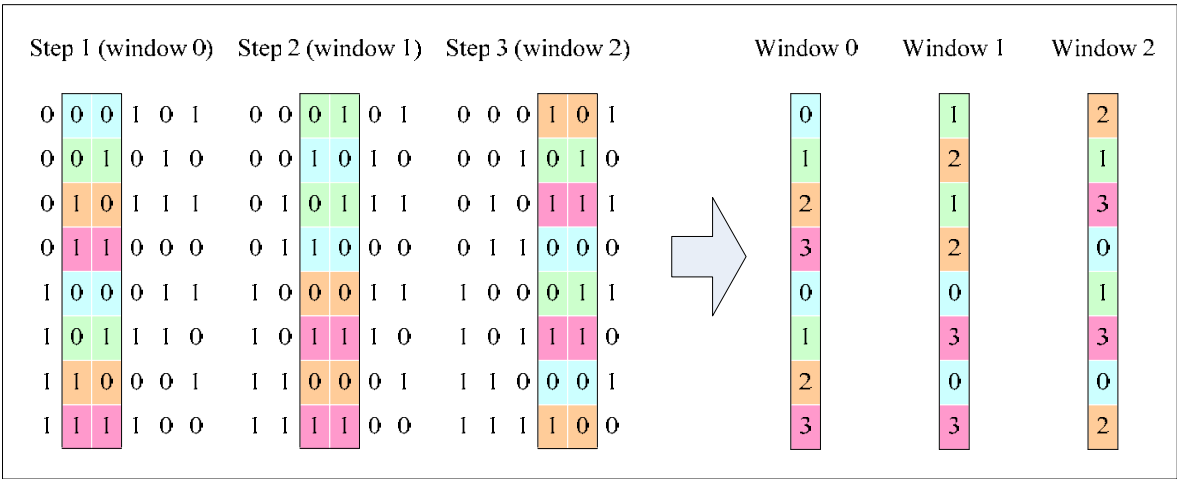 Step 1 (window 0) Step 2 (window 1) Step 3 (window 2) Window 0 Window 1 Window 2
0 0 0 1 0 1 0 0 0 1 0 1 0 0 0 1 0 1 0 1 2
0 0 1 0 1 0 0 0 1 0 1 0 0 0 1 0 1 0 1 2 1
0 1 0 1 1 1 0 1 0 1 1 1 0 1 0 1 1 1 2 1 3
0 1 1 0 0 0 0 1 1 0 0 0 0 1 1 0 0 0 3 2 0
1 0 0 0 1 1 1 0 0 0 1 1 1 0 0 0 1 1 0 0 1
1 0 1 1 1 0 1 0 1 1 1 0 1 0 1 1 1 0 1 3 3
1 1 0 0 0 1 1 1 0 0 0 1 1 1 0 0 0 1 2 0 0
1 1 1 1 0 0 1 1 1 1 0 0 1 1 1 1 0 0 3 3 2